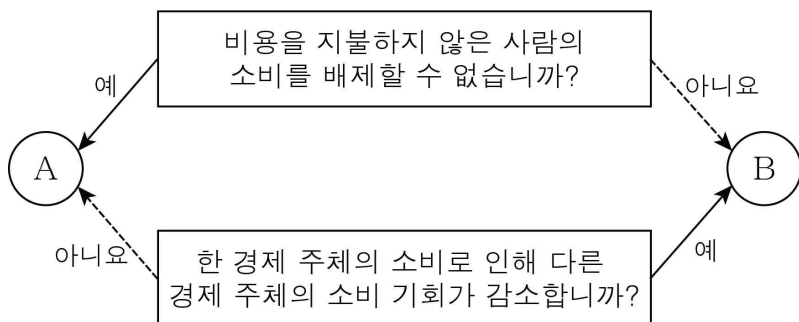 비용을 지불하지 않은 사람의
소비를 배제할 수 없습니까?
예
아니요
A
B
아니요
예
한 경제 주체의 소비로 인해 다른
경제 주체의 소비 기회가 감소합니까?